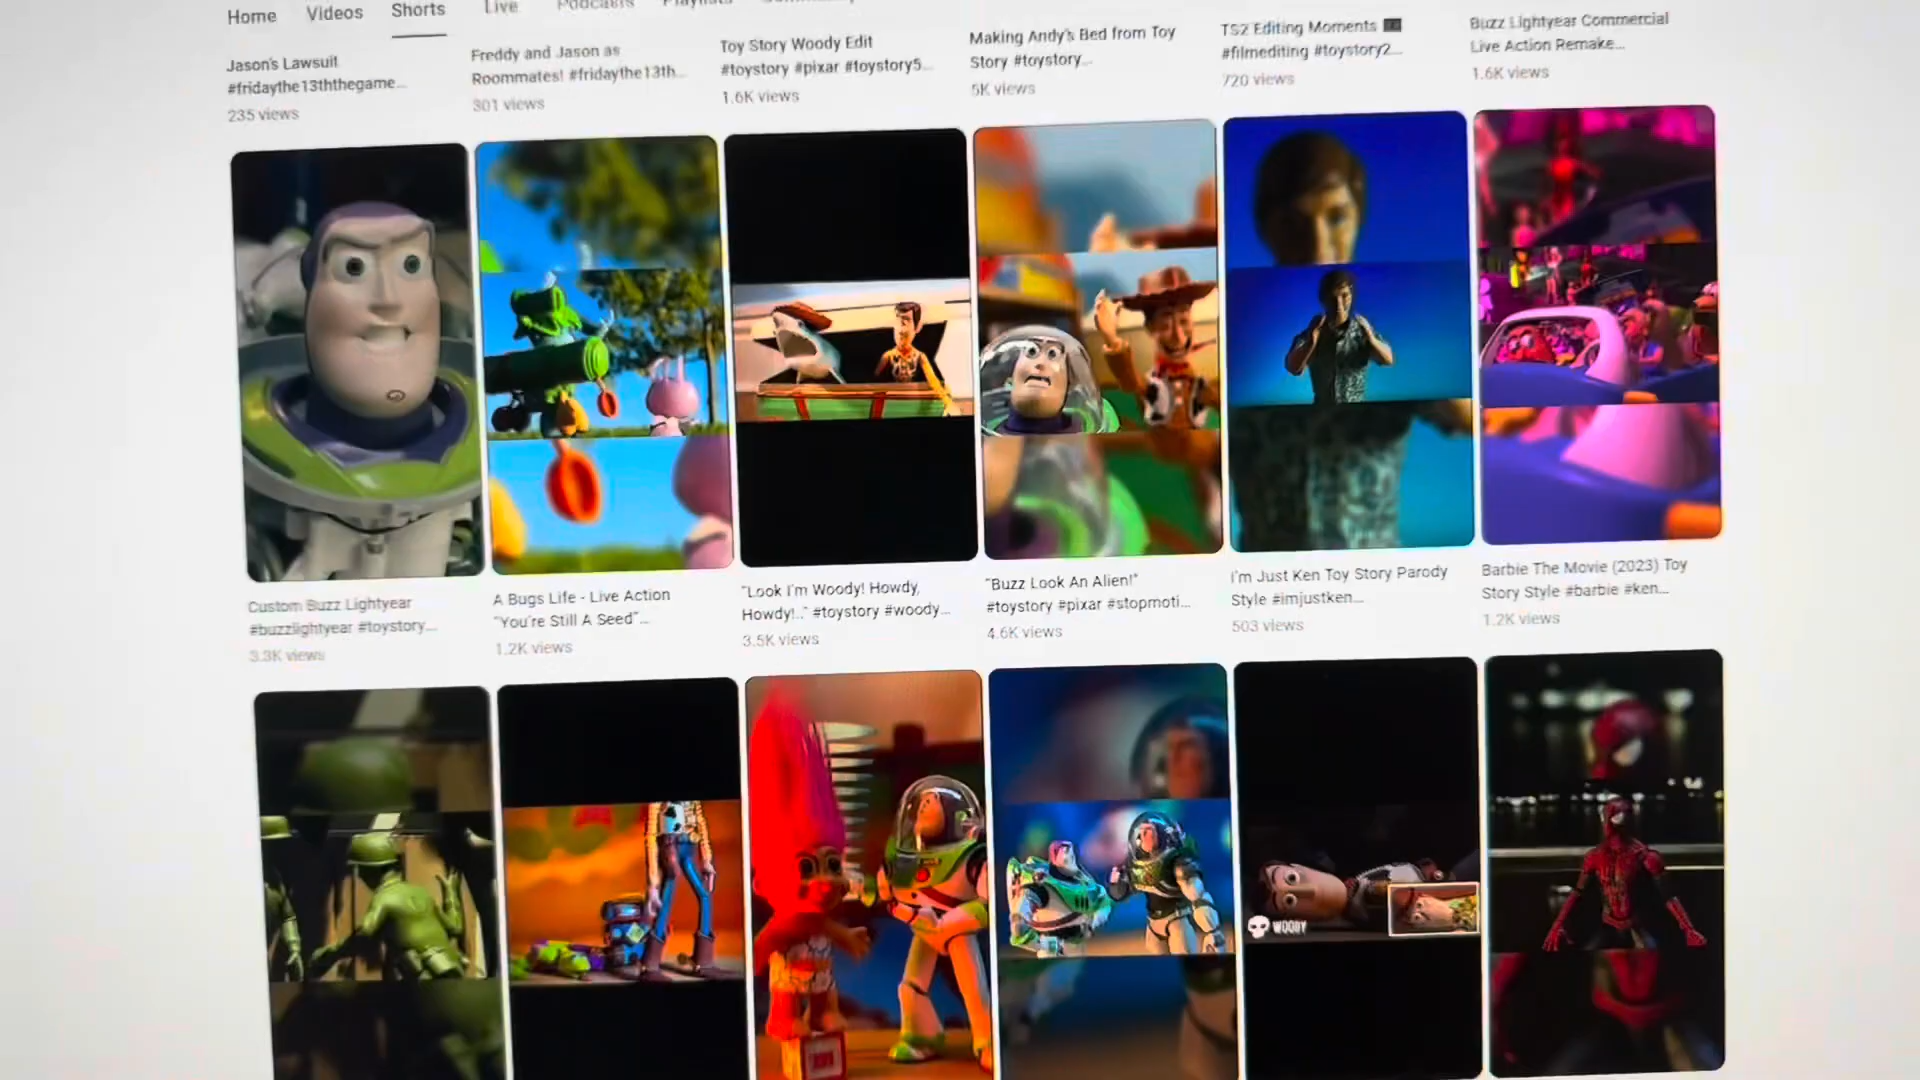 Home Videos Shorts Live Podcasts Playlists
Jason's Lawsuit
#fridaythe13ththegame...
235 views
Freddy and Jason as
Roommates! #fridaythe13th...
301 views
Toy Story Woody Edit
#toystory #pixar #toystory5...
1.6K views
Making Andy's Bed from Toy
Story #toystory...
5K views
TS2 Editing Moments
#filmediting #toystory2...
720 views
Buzz Lightyear Commercial
Live Action Remake...
1.6K views
Custom Buzz Lightyear
#buzzlightyear #toystory...
3.3K views
A Bugs Life - Live Action
"You're Still A Seed"...
1.2K views
"Look I'm Woody! Howdy,
Howdy!.." #toystory #woody...
3.5K views
"Buzz Look An Alien!"
#toystory #pixar #stopmoti...
4.6K views
I'm Just Ken Toy Story Parody
Style #imjustken...
503 views
Barbie The Movie (2023) Toy
Story Style #barbie #ken...
1.2K views
WOODY